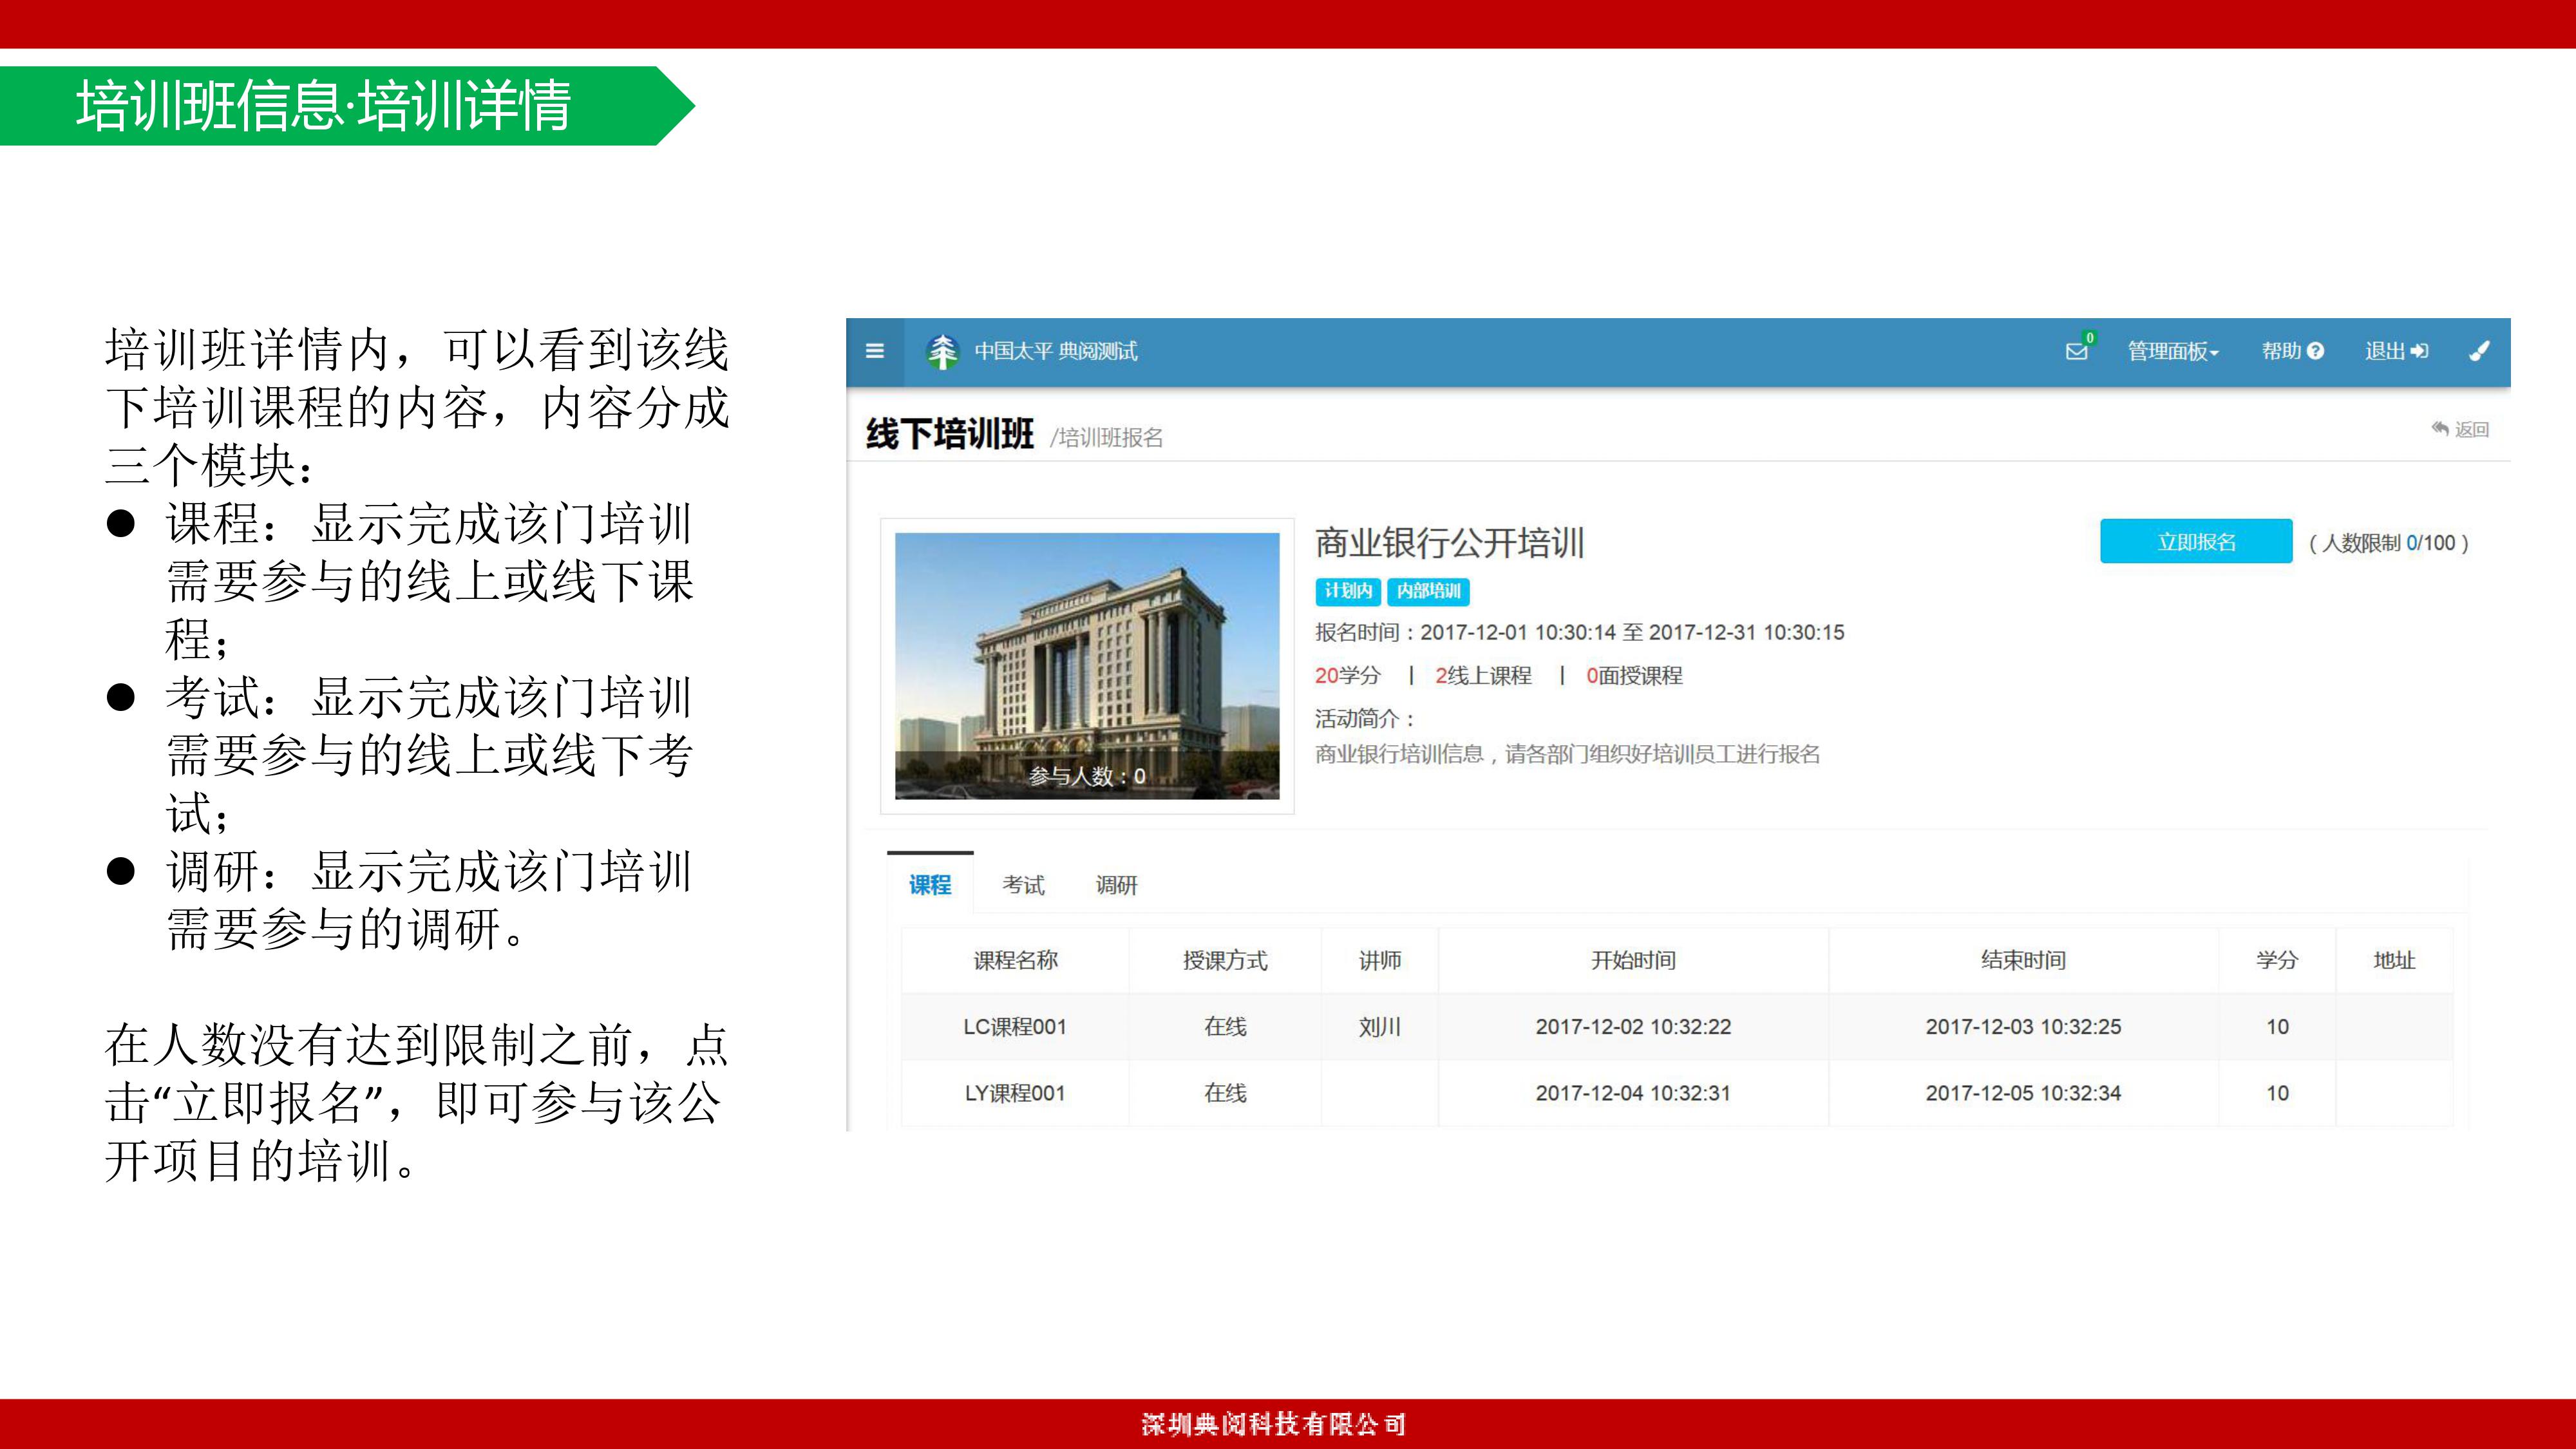 培训班信息·培训详情
培训班详情内，可以看到该线
下培训课程的内容，内容分成
三个模块：
● 课程：显示完成该门培训
需要参与的线上或线下课
程；
● 考试：显示完成该门培训
需要参与的线上或线下考
试；
● 调研：显示完成该门培训
需要参与的调研。
在人数没有达到限制之前，点
击“立即报名”，即可参与该公
开项目的培训。
中国太平 典阅测试
0
管理面板
帮助
退出
线下培训班 /培训班报名
返回
商业银行公开培训
立即报名
（人数限制 0/100）
计划内 内部培训
报名时间：2017-12-01 10:30:14 至 2017-12-31 10:30:15
20学分 | 2线上课程 | 0面授课程
活动简介：
商业银行培训信息，请各部门组织好培训员工进行报名
参与人数：0
课程 考试 调研
课程名称 授课方式 讲师 开始时间 结束时间 学分 地址
LC课程001 在线 刘川 2017-12-02 10:32:22 2017-12-03 10:32:25 10
LY课程001 在线 2017-12-04 10:32:31 2017-12-05 10:32:34 10
深圳典阅科技有限公司